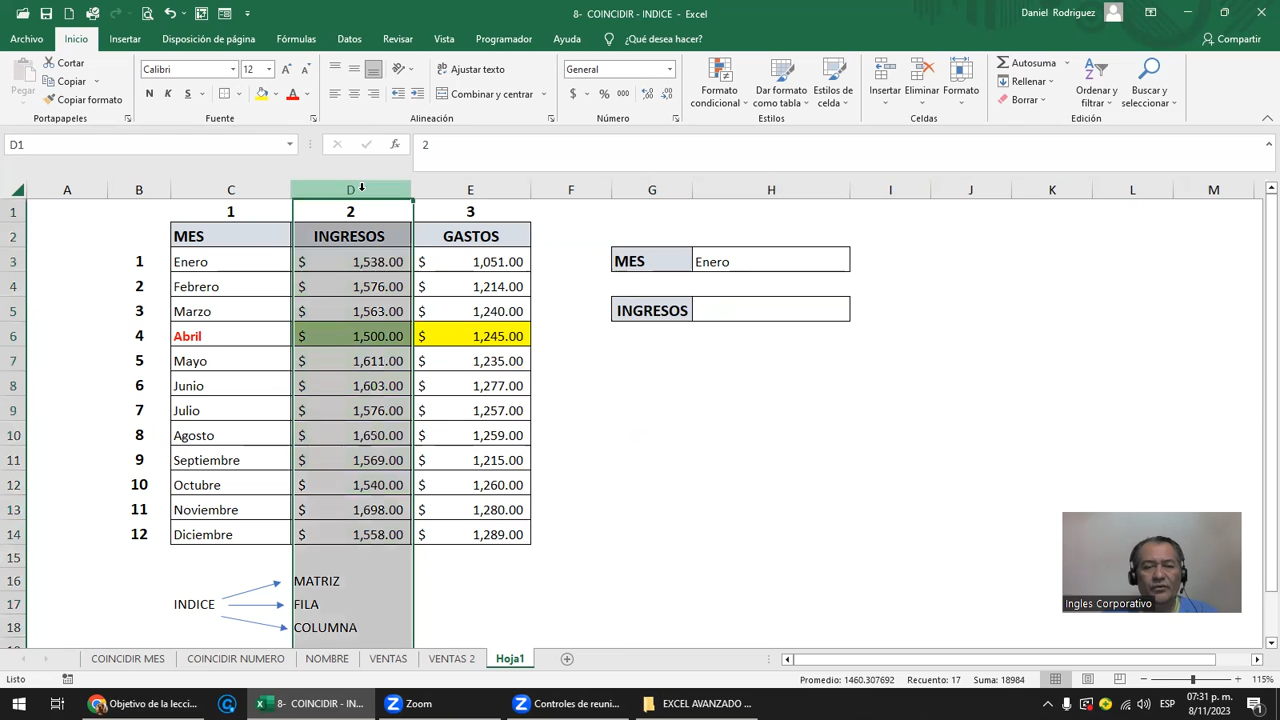 8- COINCIDIR - INDICE - Excel
Daniel Rodriguez
Archivo Inicio Insertar Disposición de página Fórmulas Datos Revisar Vista Programador Ayuda ¿Qué desea hacer? Compartir
Pegar
Cortar
Copiar
Copiar formato
Portapapeles
Calibri 12
N K S
Fuente
Ajustar texto
Combinar y centrar
Alineación
General
$ % 000
Número
Formato condicional
Dar formato como tabla
Estilos de celda
Estilos
Insertar Eliminar Formato
Celdas
Autosuma
Rellenar
Borrar
Ordenar y filtrar
Buscar y seleccionar
Edición
D1 fx 2
A B C D E F G H I J K L M
1 1 2 3
2 MES INGRESOS GASTOS
3 1 Enero $ 1,538.00 $ 1,051.00 MES Enero
4 2 Febrero $ 1,576.00 $ 1,214.00
5 3 Marzo $ 1,563.00 $ 1,240.00 INGRESOS
6 4 Abril $ 1,500.00 $ 1,245.00
7 5 Mayo $ 1,611.00 $ 1,235.00
8 6 Junio $ 1,603.00 $ 1,277.00
9 7 Julio $ 1,576.00 $ 1,257.00
10 8 Agosto $ 1,650.00 $ 1,259.00
11 9 Septiembre $ 1,569.00 $ 1,215.00
12 10 Octubre $ 1,540.00 $ 1,260.00
13 11 Noviembre $ 1,698.00 $ 1,280.00
14 12 Diciembre $ 1,558.00 $ 1,289.00
15
16 MATRIZ
17 INDICE FILA
18 COLUMNA
Ingles Corporativo
COINCIDIR MES COINCIDIR NUMERO NOMBRE VENTAS VENTAS 2 Hoja1
Listo Promedio: 1460.307692 Recuento: 17 Suma: 18984 115%
Objetivo de la lecci... 8- COINCIDIR - IN... Zoom Controles de reuni... EXCEL AVANZADO ... ESP 07:31 p. m.
8/11/2023